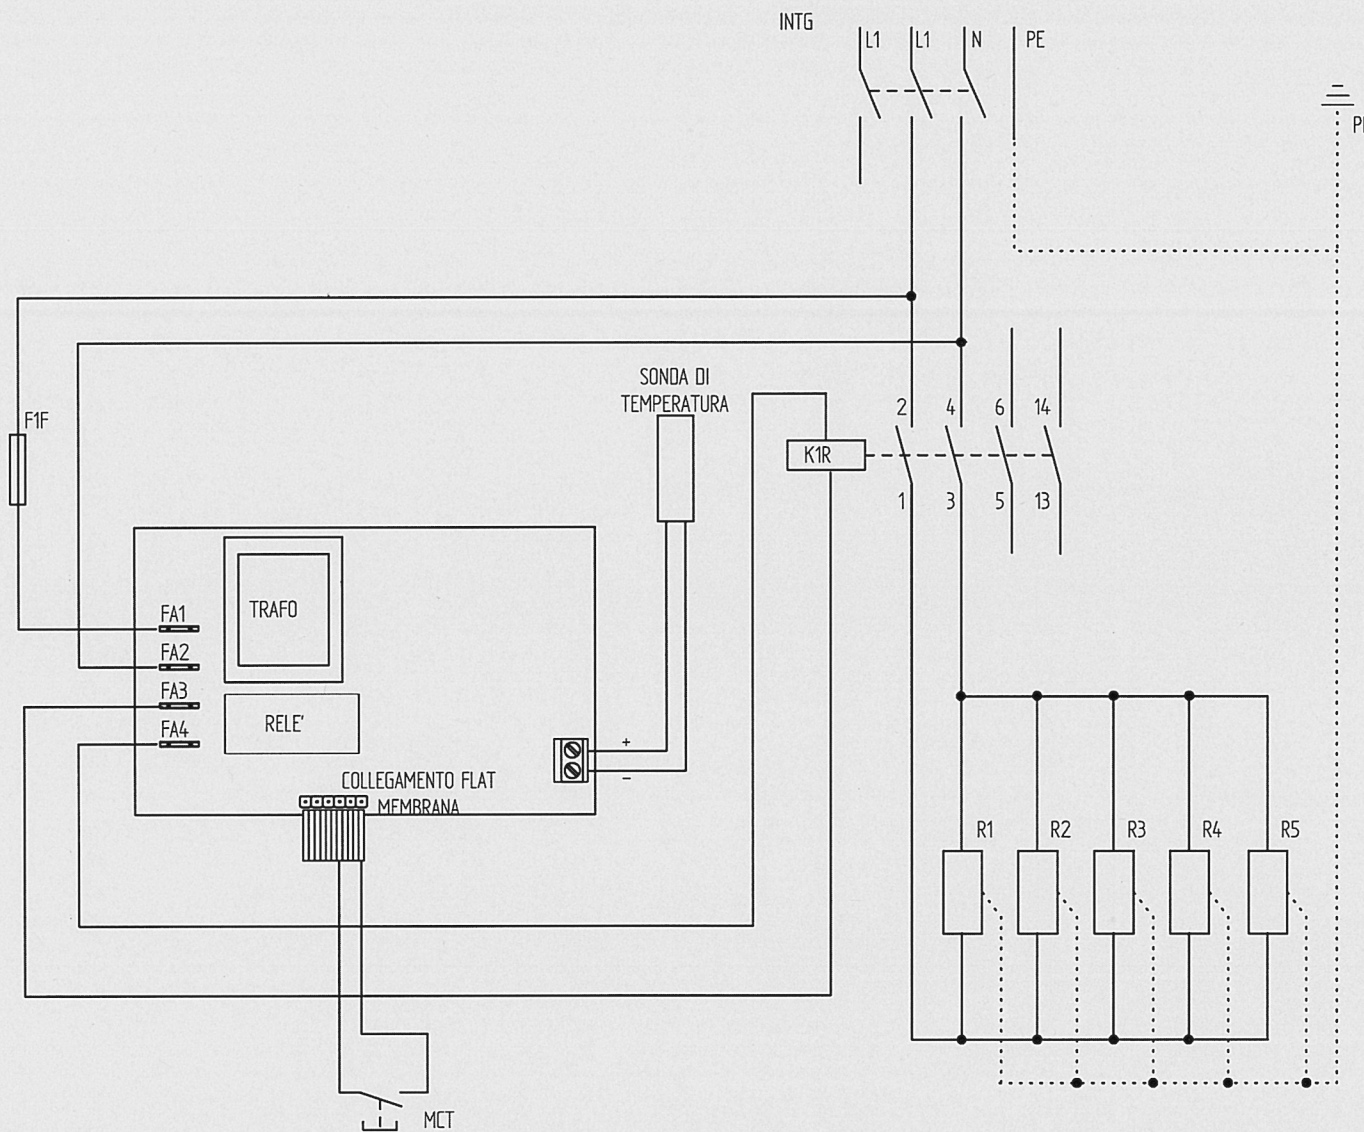 INTG
L1 L1 N PE
PE
SONDA DI
TEMPERATURA
F1F
2 4 6 14
K1R
1 3 5 13
TRAFO
FA1
FA2
FA3
FA4
RELE'
+
−
COLLEGAMENTO FLAT
MEMBRANA
R1 R2 R3 R4 R5
MCT